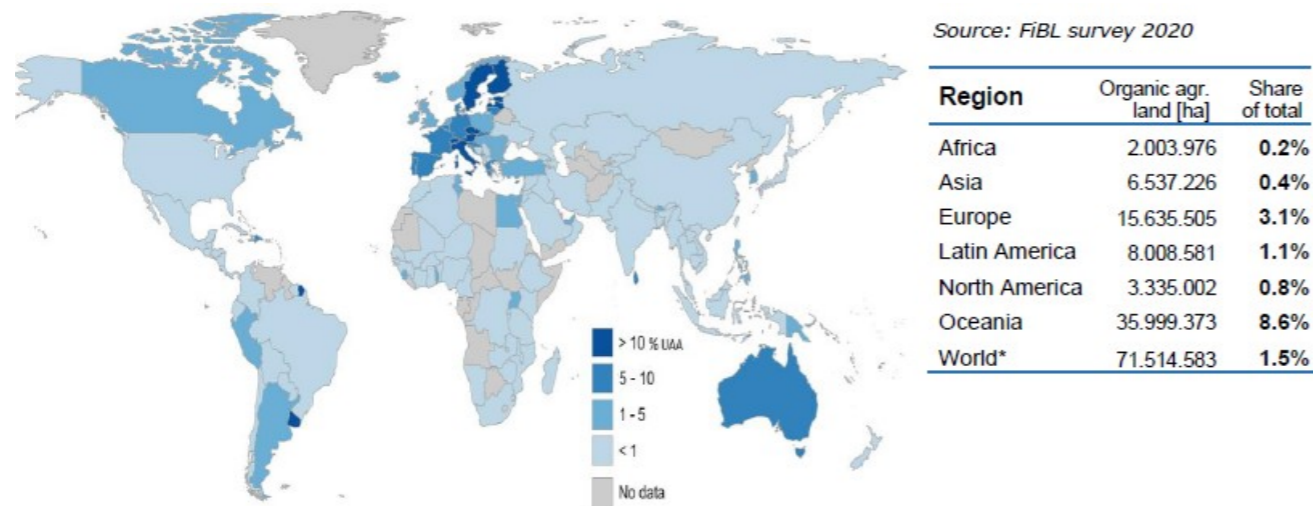 Source: FiBL survey 2020
Region Organic agr. land [ha] Share of total
Africa 2.003.976 0.2%
Asia 6.537.226 0.4%
Europe 15.635.505 3.1%
Latin America 8.008.581 1.1%
North America 3.335.002 0.8%
Oceania 35.999.373 8.6%
World* 71.514.583 1.5%
> 10 % UAA
5 - 10
1 - 5
< 1
No data